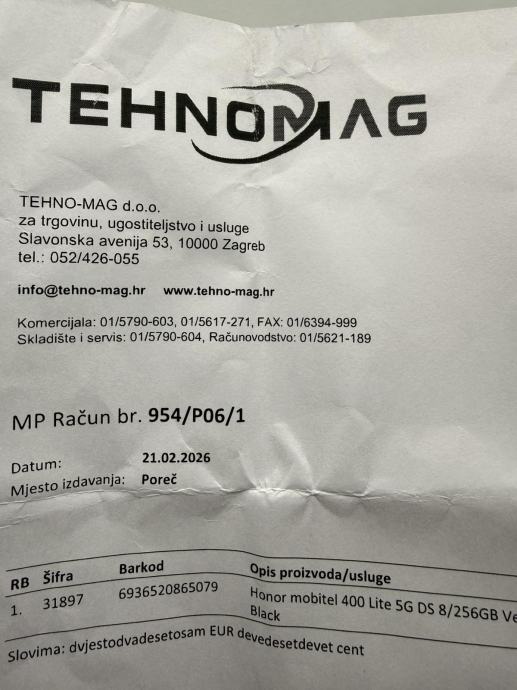 TEHNOMAG
TEHNO-MAG d.o.o.
za trgovinu, ugostiteljstvo i usluge
Slavonska avenija 53, 10000 Zagreb
tel.: 052/426-055
info@tehno-mag.hr www.tehno-mag.hr
Komercijala: 01/5790-603, 01/5617-271, FAX: 01/6394-999
Skladište i servis: 01/5790-604, Računovodstvo: 01/5621-189
MP Račun br. 954/P06/1
Datum: 21.02.2026
Mjesto izdavanja: Poreč
RB Šifra Barkod Opis proizvoda/usluge
1. 31897 6936520865079 Honor mobitel 400 Lite 5G DS 8/256GB
Black
Slovima: dvjestodvadesetosam EUR devedesetdevet cent